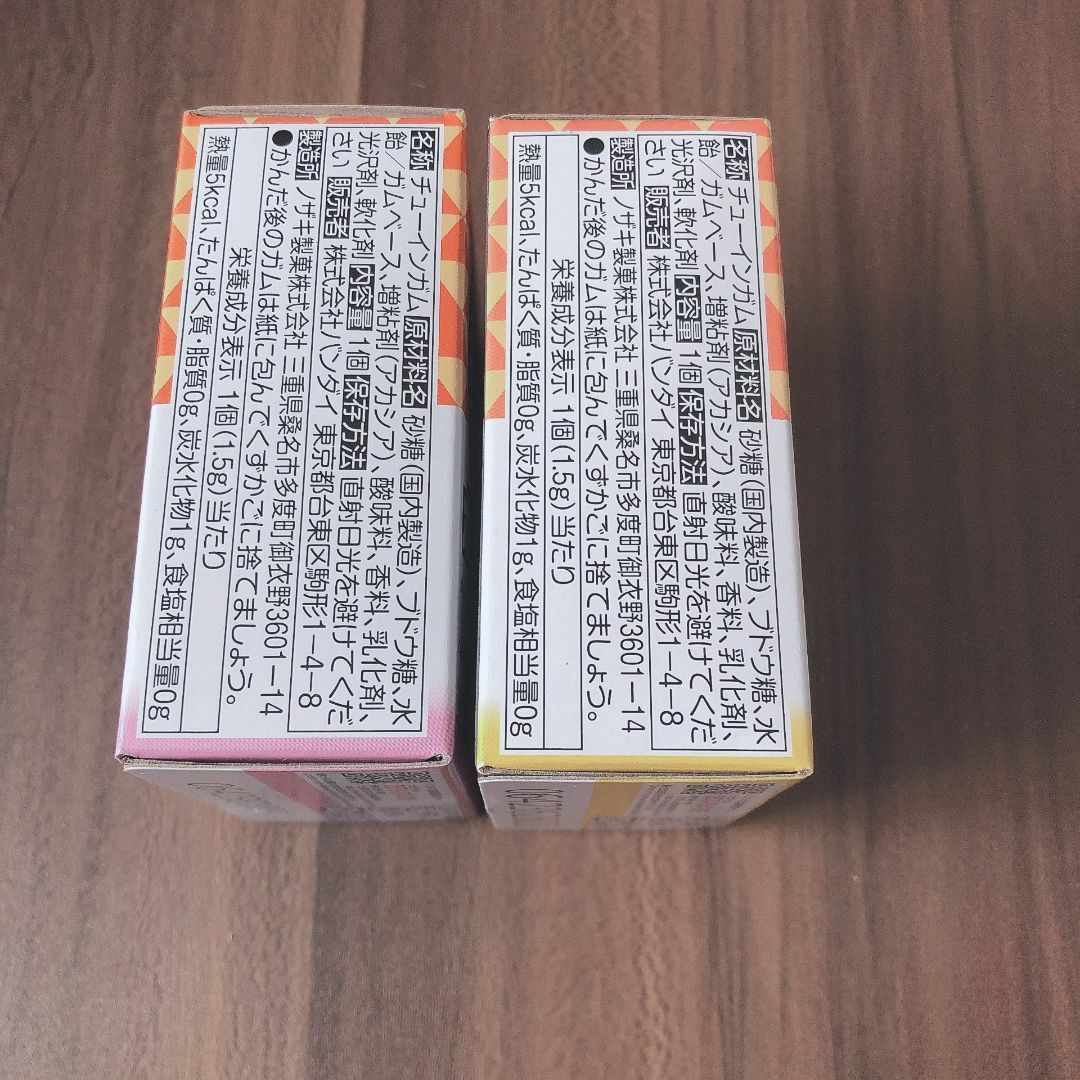 名称 チューインガム 原材料名 砂糖(国内製造)、ブドウ糖、水
飴／ガムベース、増粘剤(アカシア)、酸味料、香料、乳化剤、
光沢剤、軟化剤 内容量 1個 保存方法 直射日光を避けてくだ
さい 販売者 株式会社バンダイ 東京都台東区駒形1-4-8
製造所 ノザキ製菓株式会社 三重県桑名市多度町御衣野3601-14
●かんだ後のガムは紙に包んでくずかごに捨てましょう。
栄養成分表示 1個(1.5g)当たり
熱量5kcal、たんぱく質・脂質0g、炭水化物1g、食塩相当量0g
名称 チューインガム 原材料名 砂糖(国内製造)、ブドウ糖、水
飴／ガムベース、増粘剤(アカシア)、酸味料、香料、乳化剤、
光沢剤、軟化剤 内容量 1個 保存方法 直射日光を避けてくだ
さい 販売者 株式会社バンダイ 東京都台東区駒形1-4-8
製造所 ノザキ製菓株式会社 三重県桑名市多度町御衣野3601-14
●かんだ後のガムは紙に包んでくずかごに捨てましょう。
栄養成分表示 1個(1.5g)当たり
熱量5kcal、たんぱく質・脂質0g、炭水化物1g、食塩相当量0g